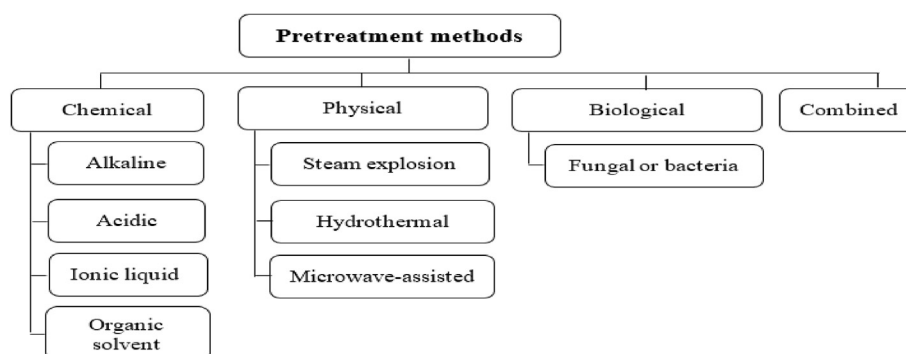 Pretreatment methods
Chemical
Physical
Biological
Combined
Alkaline
Steam explosion
Fungal or bacteria
Acidic
Hydrothermal
Ionic liquid
Microwave-assisted
Organic
solvent